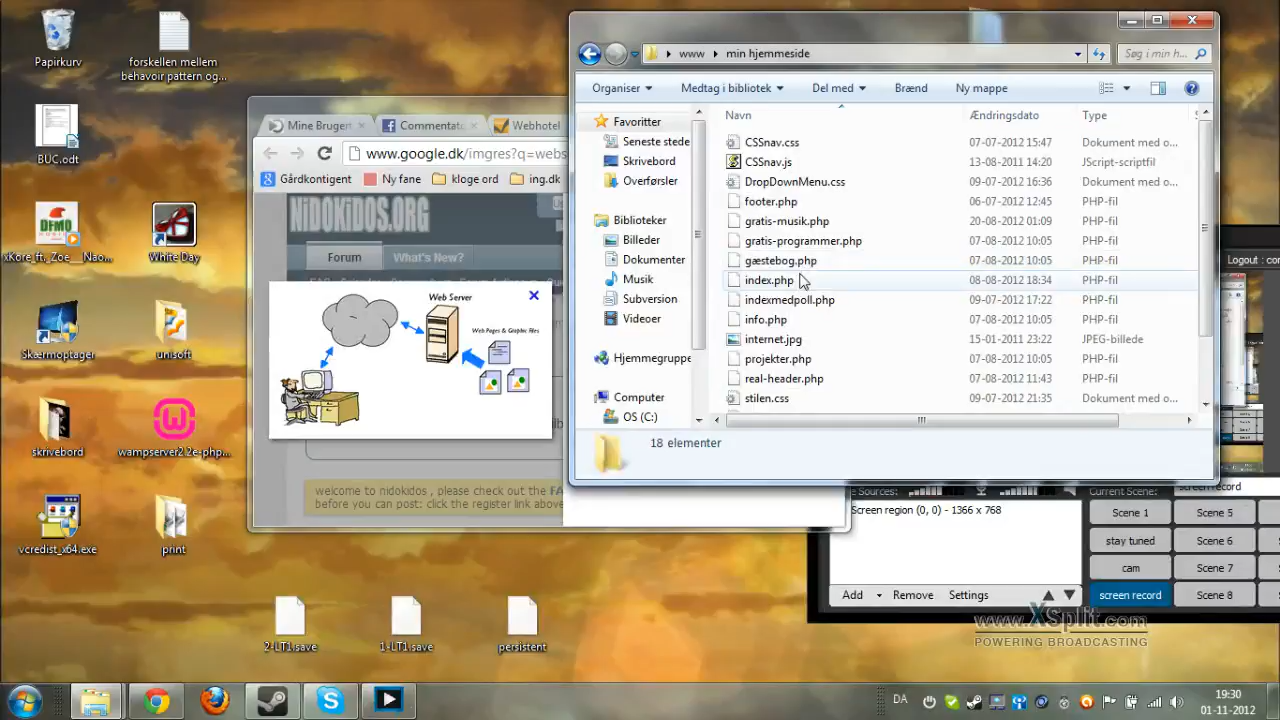 Papirkurv
forskellen mellem
behavoir pattern og...
BUC.odt
xKore_ft,_Zoe__Nao...
White Day
Skærmoptager
unisoft
skrivebord
wampserver2.2e-php...
vcredist_x64.exe
print
2-LT1.save
1-LT1.save
persistent
Mine Bruger
Commentato
Webhotel
www.google.dk/imgres?q=webs
Gårdkontigent
Ny fane
kloge ord
ing.dk
NIDOKIDOS.ORG
Forum
What's New?
Web Server
Web Pages & Graphic Files
welcome to nidokidos , please check out the FA
before you can post: click the register link above
www
min hjemmeside
Søg i min h...
Organiser
Medtag i bibliotek
Del med
Brænd
Ny mappe
Favoritter
Seneste stede
Skrivebord
Overførsler
Biblioteker
Billeder
Dokumenter
Musik
Subversion
Videoer
Hjemmegruppe
Computer
OS (C:)
Navn
Ændringsdato
Type
CSSnav.css 07-07-2012 15:47 Dokument med o...
CSSnav.js 13-08-2011 14:20 JScript-scriptfil
DropDownMenu.css 09-07-2012 16:36 Dokument med o...
footer.php 06-07-2012 12:45 PHP-fil
gratis-musik.php 20-08-2012 01:09 PHP-fil
gratis-programmer.php 07-08-2012 10:05 PHP-fil
gæstebog.php 07-08-2012 10:05 PHP-fil
index.php 08-08-2012 18:34 PHP-fil
indexmedpoll.php 09-07-2012 17:22 PHP-fil
info.php 07-08-2012 10:05 PHP-fil
internet.jpg 15-01-2011 23:22 JPEG-billede
projekter.php 07-08-2012 10:05 PHP-fil
real-header.php 07-08-2012 11:43 PHP-fil
stilen.css 09-07-2012 21:35 Dokument med o...
18 elementer
Logout : cor
Sources:
Current Scene:
screen record
Screen region (0, 0) - 1366 x 768
Scene 1
Scene 5
stay tuned
Scene 6
cam
Scene 7
screen record
Scene 8
Add
Remove
Settings
www.XSplit.com
POWERING BROADCASTING
DA
19:30
01-11-2012